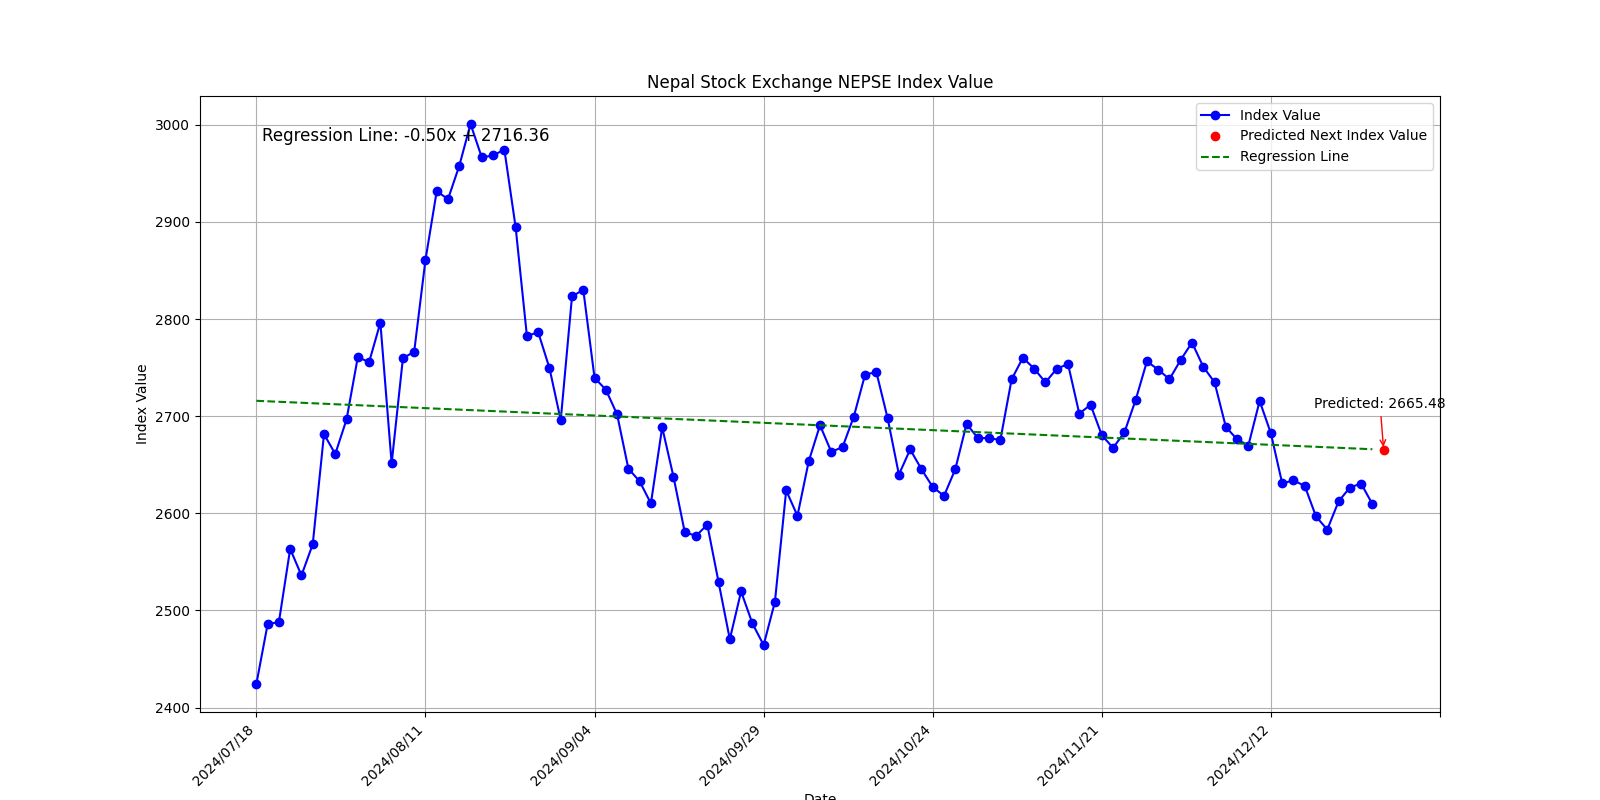 Nepal Stock Exchange NEPSE Index Value
3000
2900
2800
2700
2600
2500
2400
Index Value
Regression Line: -0.50x + 2716.36
Index Value
Predicted Next Index Value
Regression Line
Predicted: 2665.48
2024/07/18
2024/08/11
2024/09/04
2024/09/29
2024/10/24
2024/11/21
2024/12/12
Date